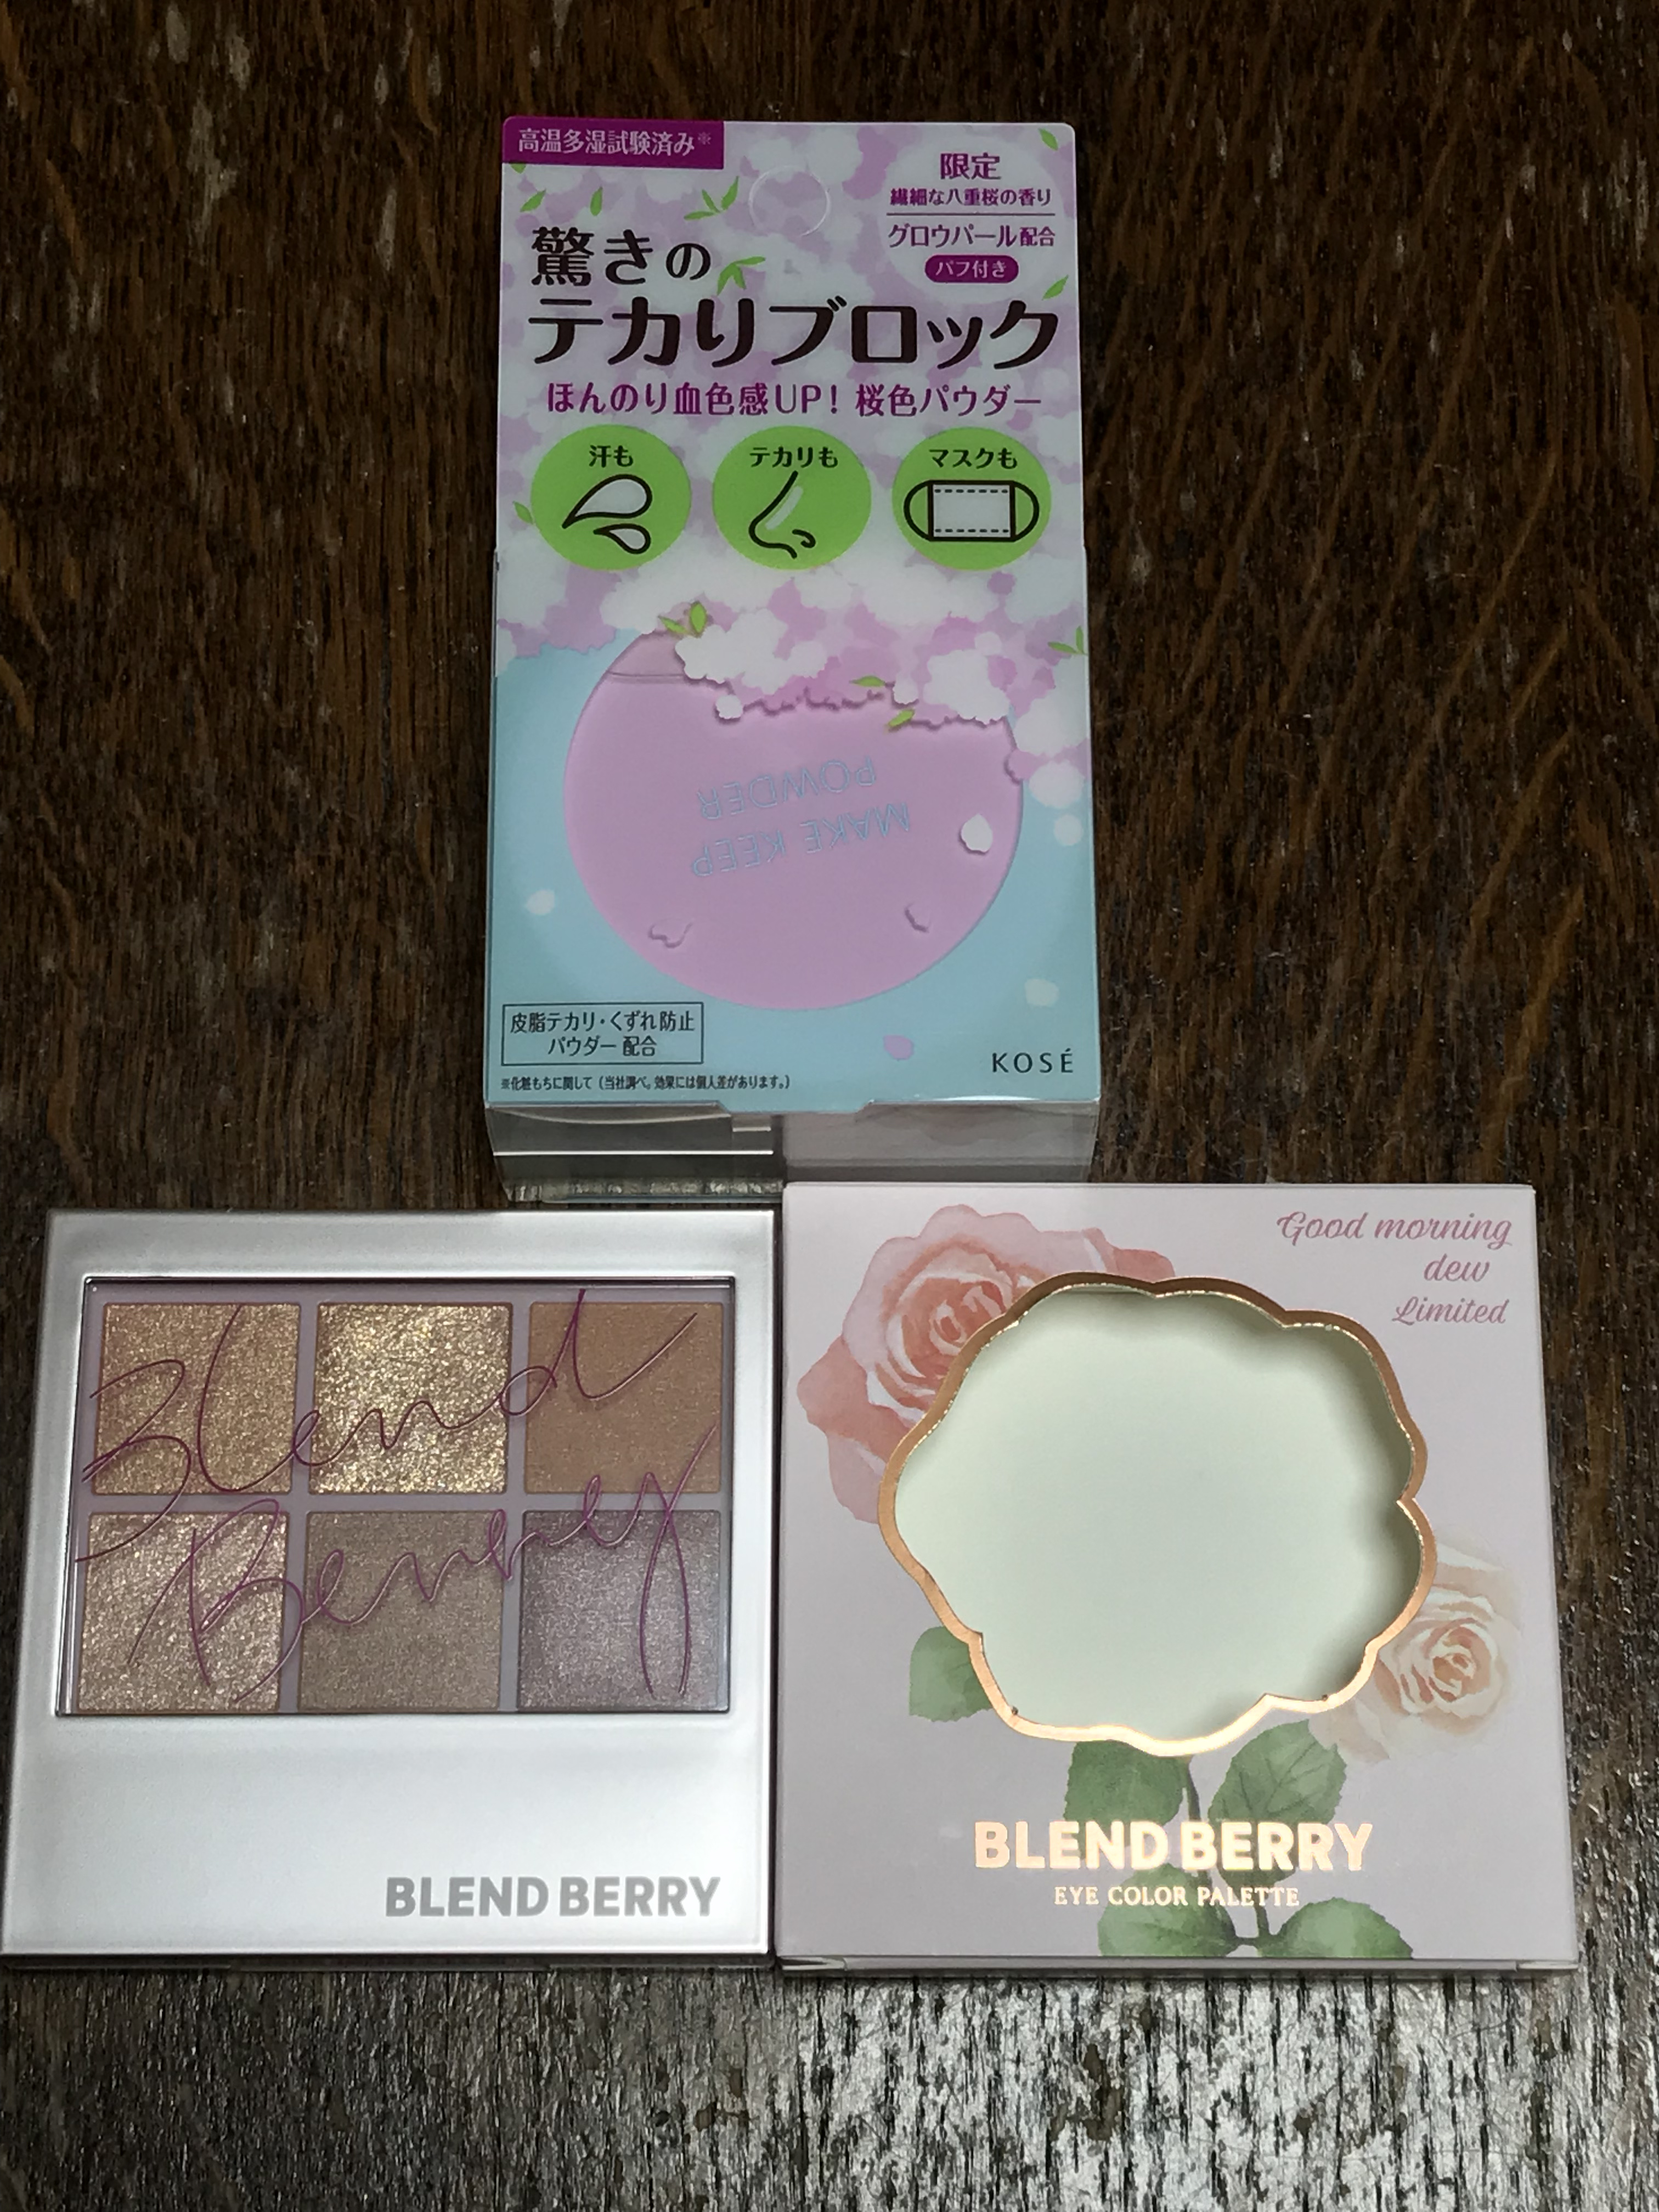 高温多湿試験済み※
限定
繊細な八重桜の香り
グロウパール配合
パフ付き
驚きの
テカリブロック
ほんのり血色感UP！桜色パウダー
汗も
テカリも
マスクも
MAKE KEEP
POWDER
皮脂テカリ・くずれ防止
パウダー 配合
※化粧もちに関して（当社調べ。効果には個人差があります。）
KOSÉ
Blend
Berry
BLEND BERRY
Good morning
dew
Limited
BLEND BERRY
EYE COLOR PALETTE